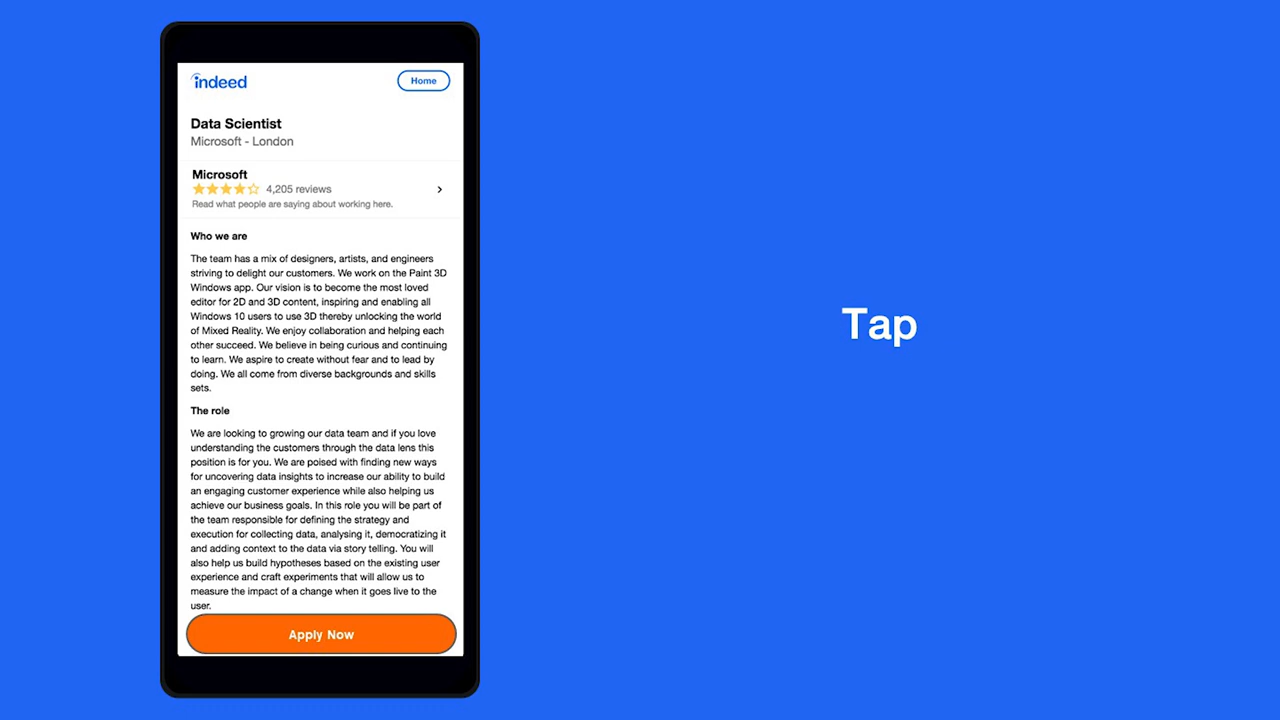 indeed
Home
Data Scientist
Microsoft - London
Microsoft
4,205 reviews
Read what people are saying about working here.
Who we are
The team has a mix of designers, artists, and engineers
striving to delight our customers. We work on the Paint 3D
Windows app. Our vision is to become the most loved
editor for 2D and 3D content, inspiring and enabling all
Windows 10 users to use 3D thereby unlocking the world
of Mixed Reality. We enjoy collaboration and helping each
other succeed. We believe in being curious and continuing
to learn. We aspire to create without fear and to lead by
doing. We all come from diverse backgrounds and skills
sets.
The role
We are looking to growing our data team and if you love
understanding the customers through the data lens this
position is for you. We are poised with finding new ways
for uncovering data insights to increase our ability to build
an engaging customer experience while also helping us
achieve our business goals. In this role you will be part of
the team responsible for defining the strategy and
execution for collecting data, analysing it, democratizing it
and adding context to the data via story telling. You will
also help us build hypotheses based on the existing user
experience and craft experiments that will allow us to
measure the impact of a change when it goes live to the
user.
Apply Now
Tap